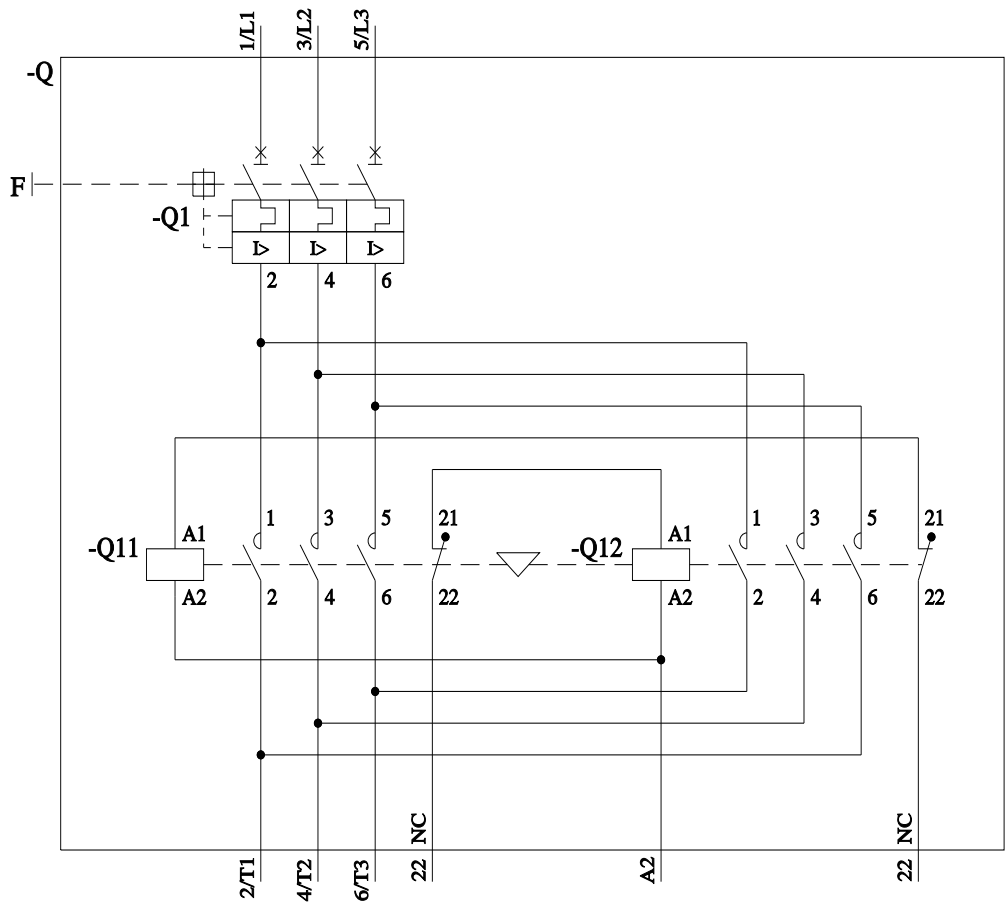 1/L1 3/L2 5/L3
-Q
F
-Q1
I> I> I>
2 4 6
1 3 5 21 1 3 5 21
-Q11 A1 -Q12 A1
A2 2 4 6 22 A2 2 4 6 22
NC NC
2/T1 4/T2 6/T3 22 A2 22